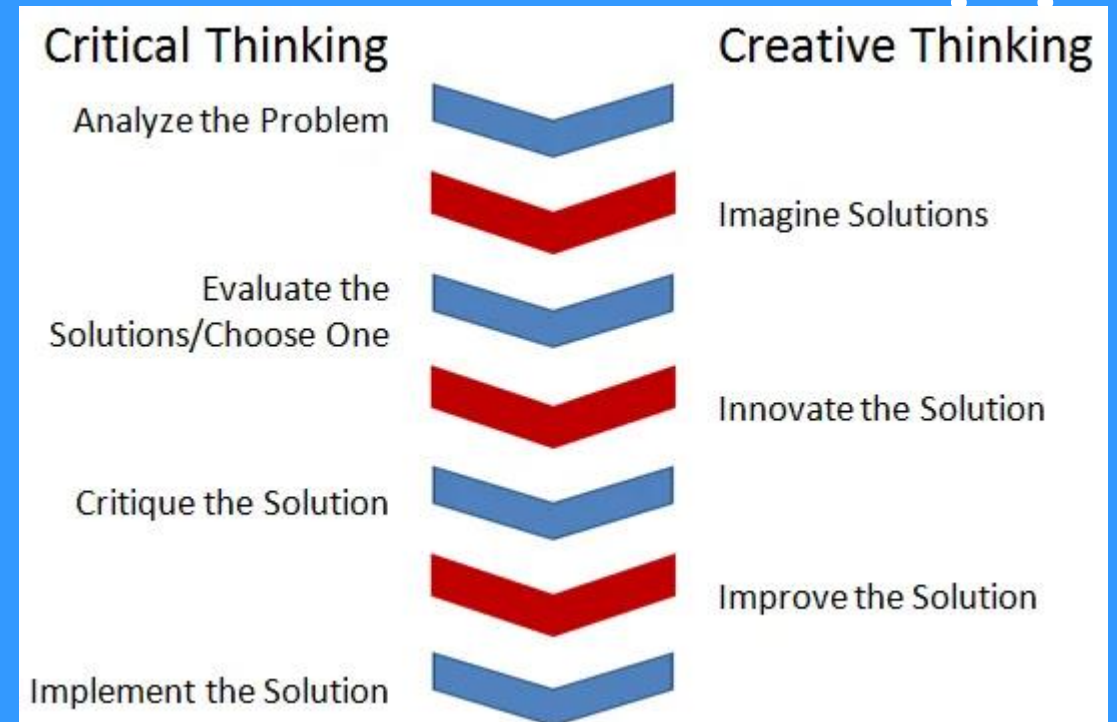 Critical Thinking
Creative Thinking
Analyze the Problem
Imagine Solutions
Evaluate the
Solutions/Choose One
Innovate the Solution
Critique the Solution
Improve the Solution
Implement the Solution